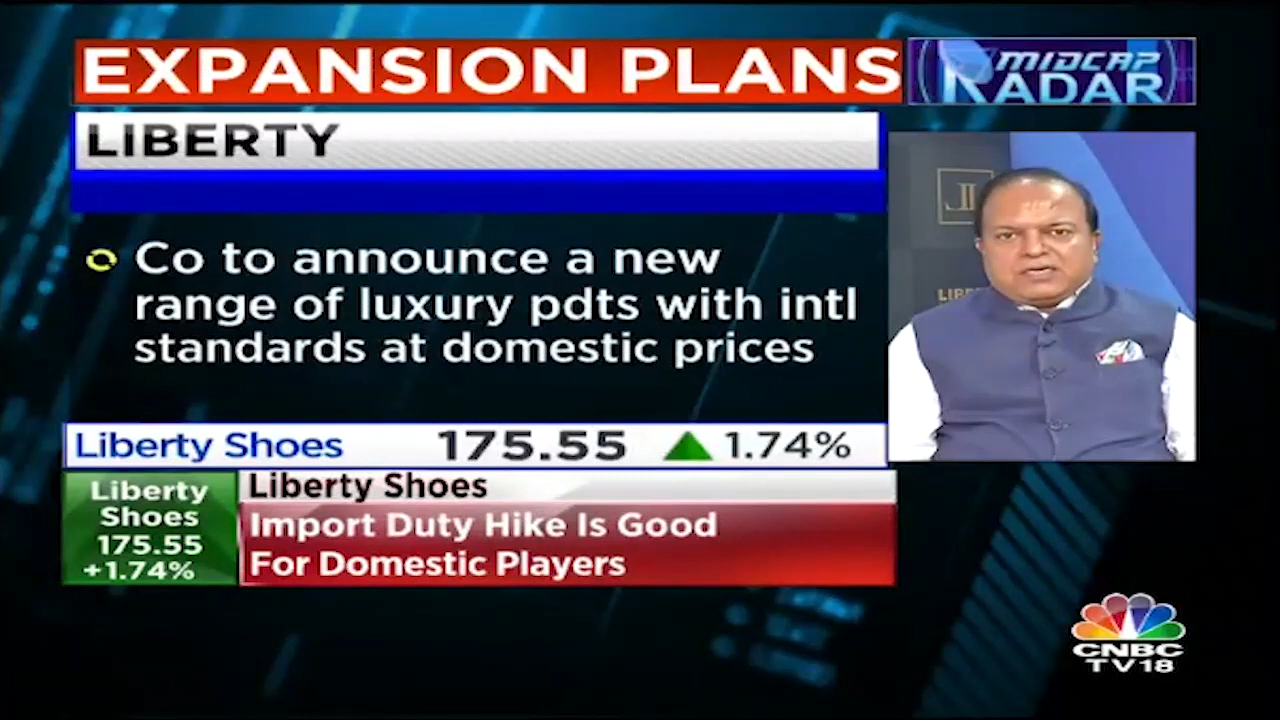 EXPANSION PLANS
MIDCAP
RADAR
LIBERTY
Co to announce a new
range of luxury pdts with intl
standards at domestic prices
Liberty Shoes 175.55 ▲ 1.74%
Liberty
Shoes
175.55
+1.74%
Liberty Shoes
Import Duty Hike Is Good
For Domestic Players
CNBC
TV18